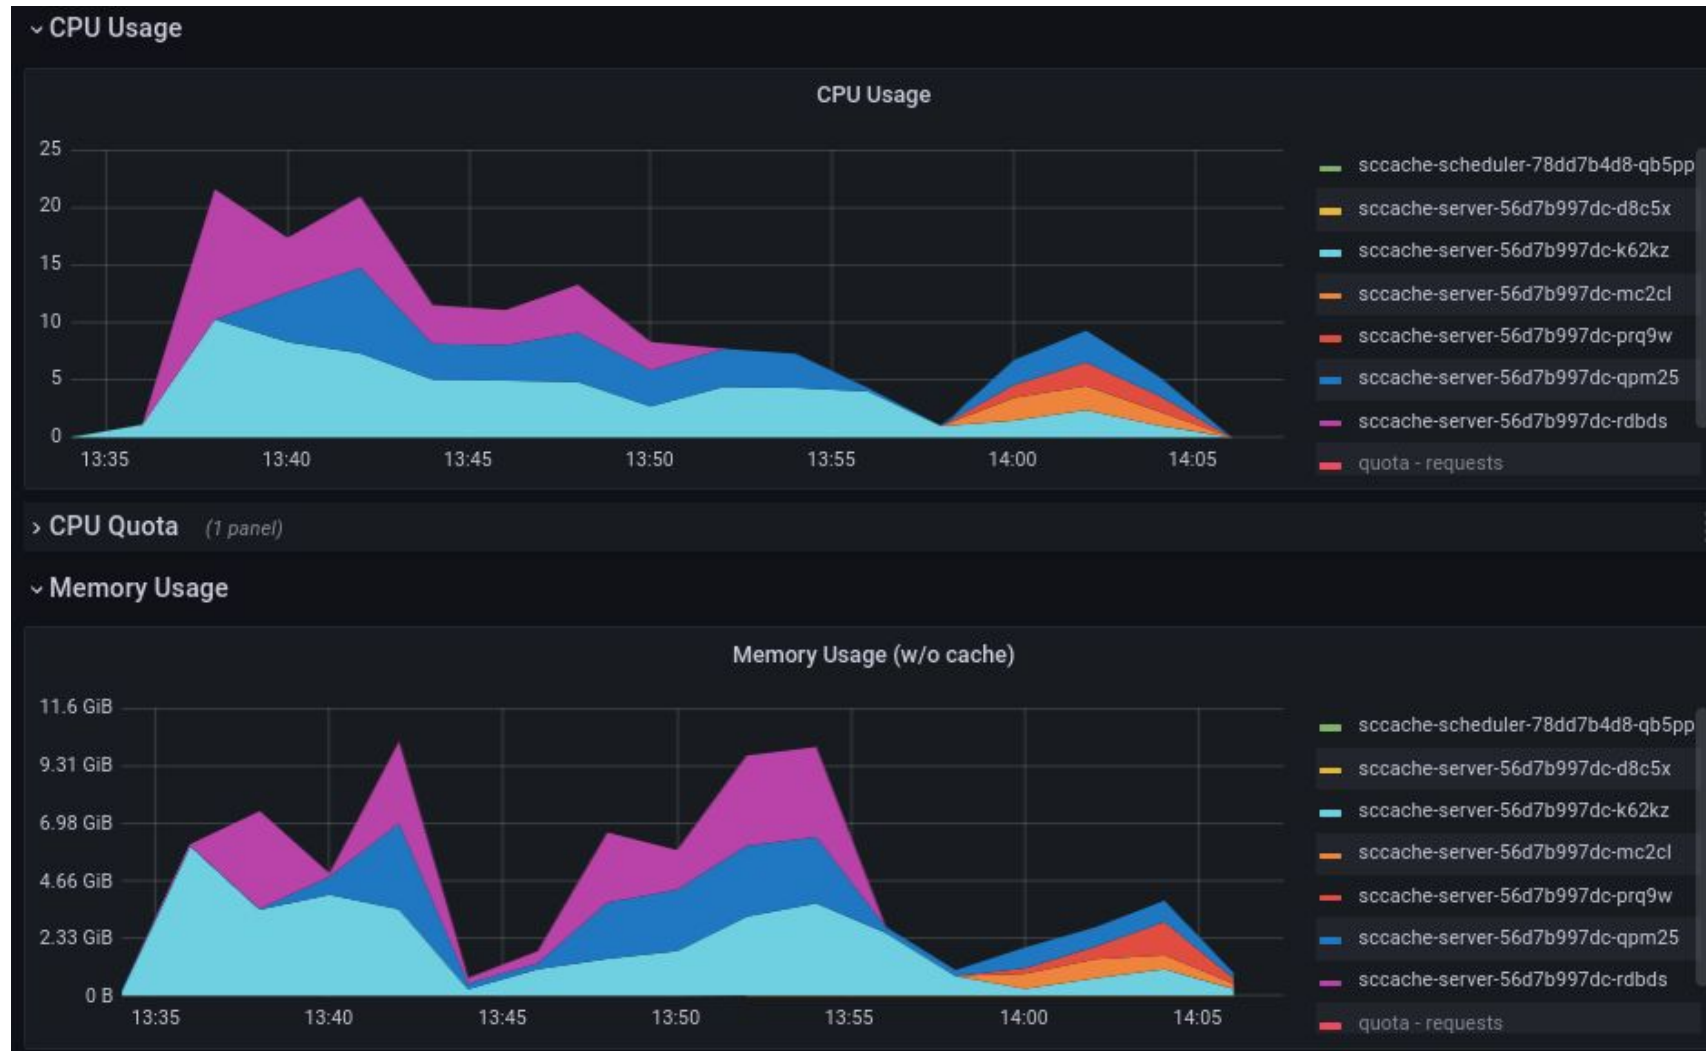 CPU Usage
CPU Usage
25
20
15
10
5
0
13:35 13:40 13:45 13:50 13:55 14:00 14:05
sccache-scheduler-78dd7b4d8-qb5pp
sccache-server-56d7b997dc-d8c5x
sccache-server-56d7b997dc-k62kz
sccache-server-56d7b997dc-mc2cl
sccache-server-56d7b997dc-prq9w
sccache-server-56d7b997dc-qpm25
sccache-server-56d7b997dc-rdbds
quota - requests
CPU Quota (1 panel)
Memory Usage
Memory Usage (w/o cache)
11.6 GiB
9.31 GiB
6.98 GiB
4.66 GiB
2.33 GiB
0 B
13:35 13:40 13:45 13:50 13:55 14:00 14:05
sccache-scheduler-78dd7b4d8-qb5pp
sccache-server-56d7b997dc-d8c5x
sccache-server-56d7b997dc-k62kz
sccache-server-56d7b997dc-mc2cl
sccache-server-56d7b997dc-prq9w
sccache-server-56d7b997dc-qpm25
sccache-server-56d7b997dc-rdbds
quota - requests